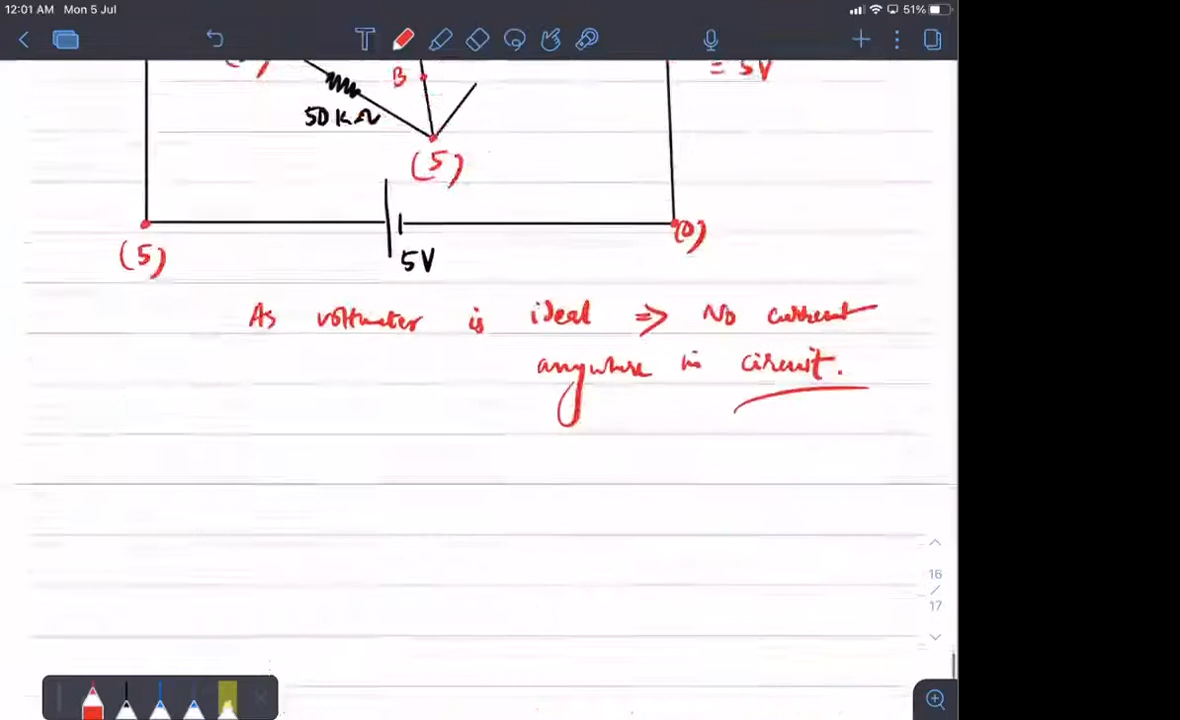 12:01 AM Mon 5 Jul
51%
T
B
= 5V
50 KΩ
(5)
(0)
(5)
5V
As voltmeter is ideal ⇒ No current
anywhere in circuit.
16
/
17